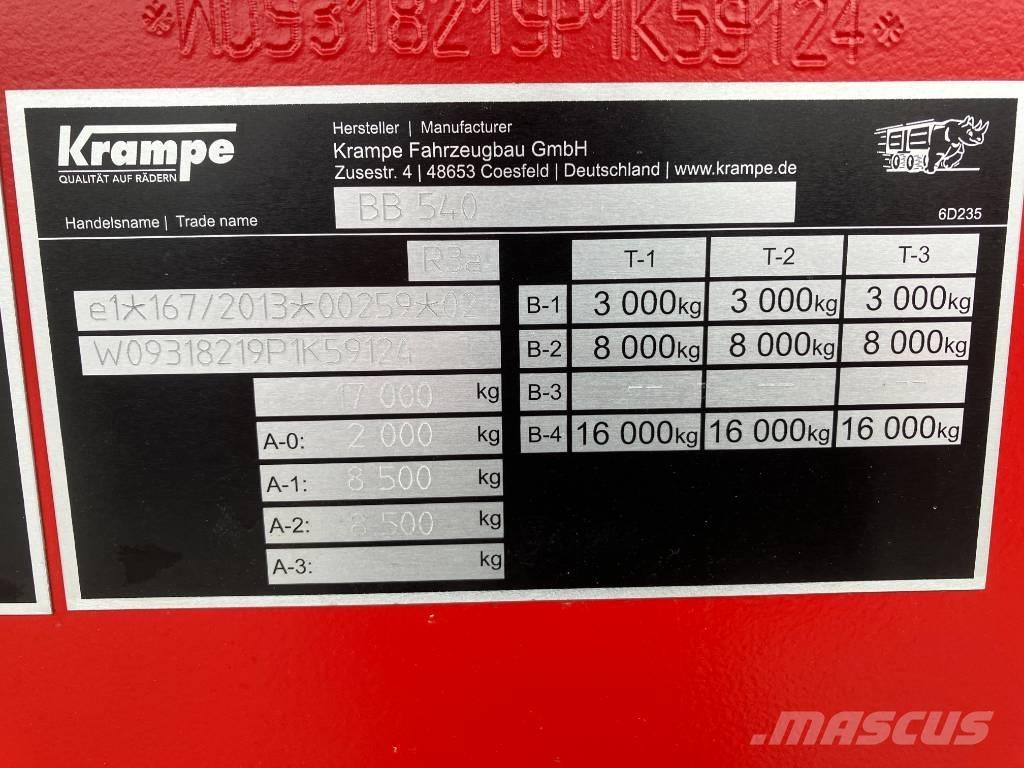 *W09318219P1K59124*
Krampe
QUALITÄT AUF RÄDERN
Hersteller | Manufacturer
Krampe Fahrzeugbau GmbH
Zusestr. 4 | 48653 Coesfeld | Deutschland | www.krampe.de
Handelsname | Trade name
BB 540
6D235
R3a
T-1 T-2 T-3
e1*167/2013*00259*02
B-1 3 000kg 3 000kg 3 000kg
W09318219P1K59124
B-2 8 000kg 8 000kg 8 000kg
17 000 kg
B-3 -- -- --
A-0: 2 000 kg
B-4 16 000kg 16 000kg 16 000kg
A-1: 8 500 kg
A-2: 8 500 kg
A-3: kg
MASCUS